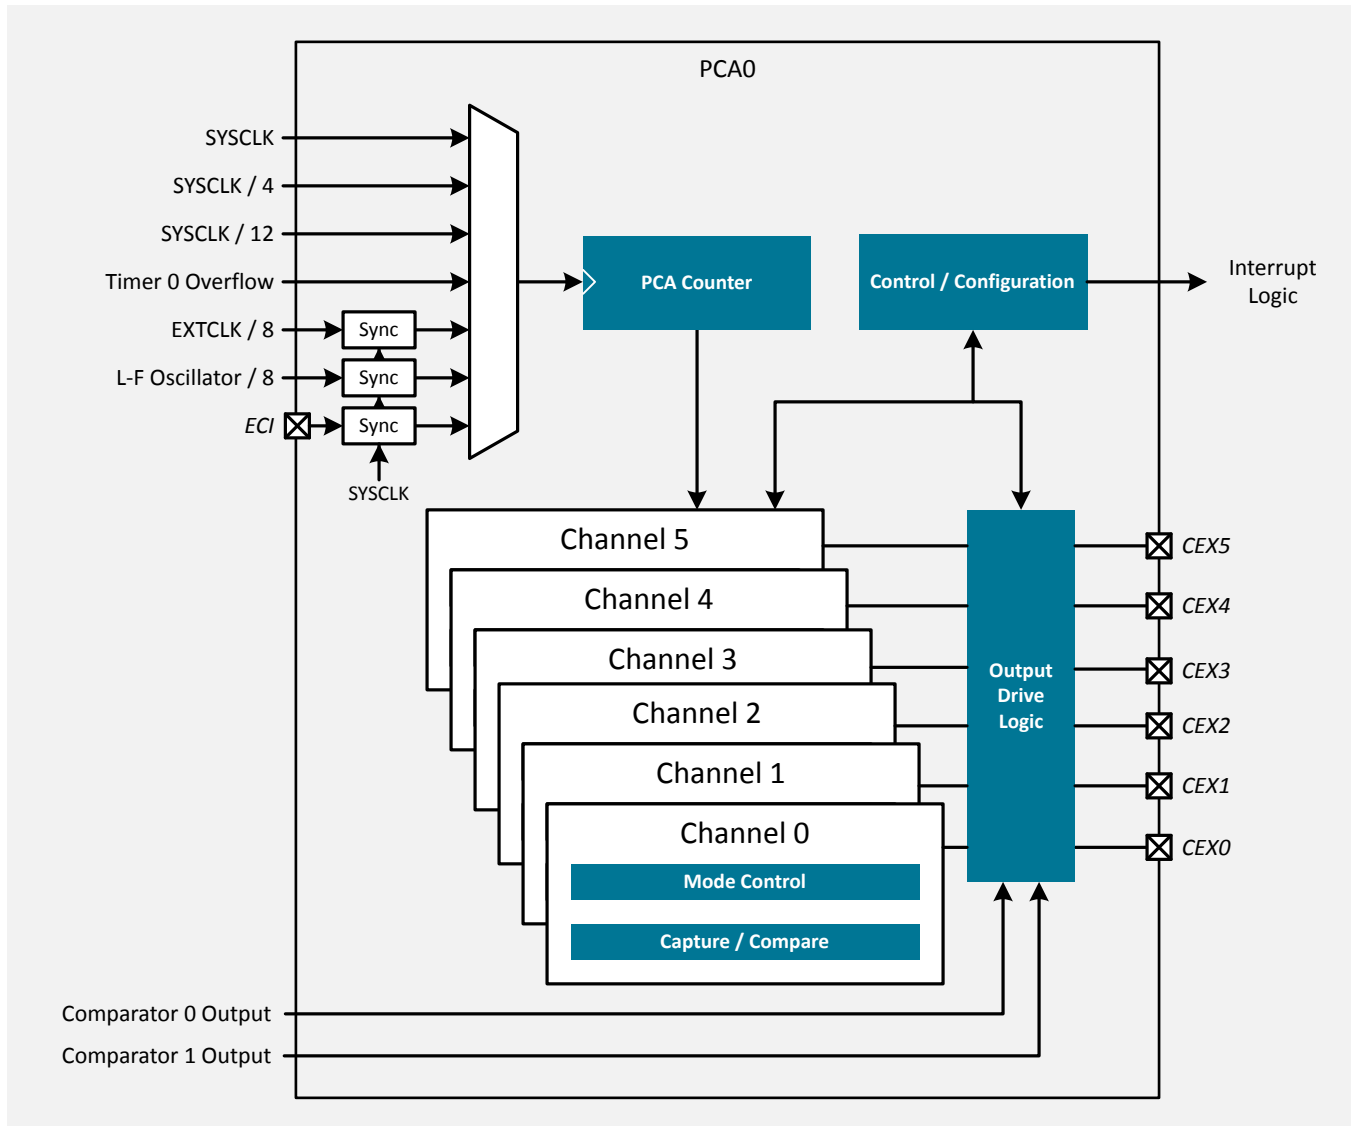 PCA0
SYSCLK
SYSCLK / 4
SYSCLK / 12
Timer 0 Overflow
EXTCLK / 8
L-F Oscillator / 8
ECI
Sync
Sync
Sync
SYSCLK
PCA Counter
Control / Configuration
Interrupt
Logic
Channel 5
Channel 4
Channel 3
Channel 2
Channel 1
Channel 0
Mode Control
Capture / Compare
Output
Drive
Logic
CEX5
CEX4
CEX3
CEX2
CEX1
CEX0
Comparator 0 Output
Comparator 1 Output